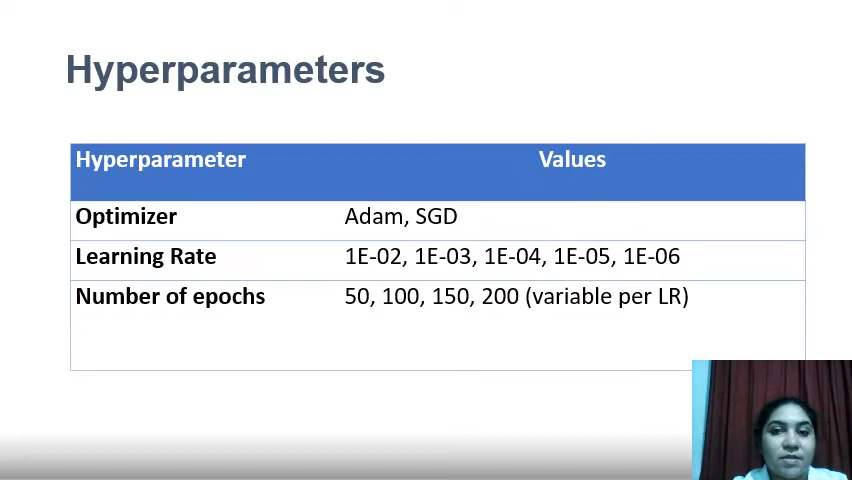 Hyperparameters
Hyperparameter Values
Optimizer Adam, SGD
Learning Rate 1E-02, 1E-03, 1E-04, 1E-05, 1E-06
Number of epochs 50, 100, 150, 200 (variable per LR)